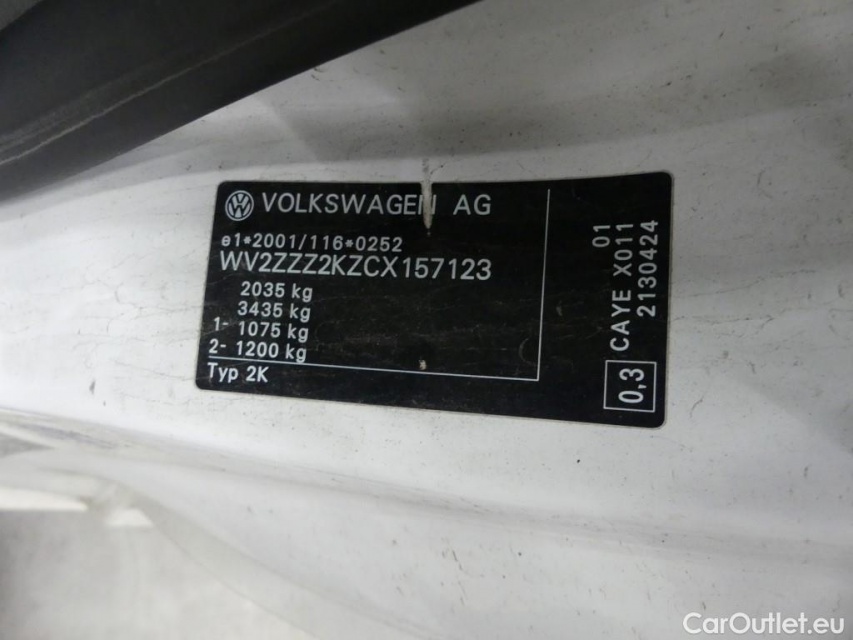 VOLKSWAGEN AG
e1*2001/116*0252
WV2ZZZ2KZCX157123
2035 kg
3435 kg
1- 1075 kg
2- 1200 kg
Typ 2K
01
CAYE X011
2130424
0,3
CarOutlet.eu